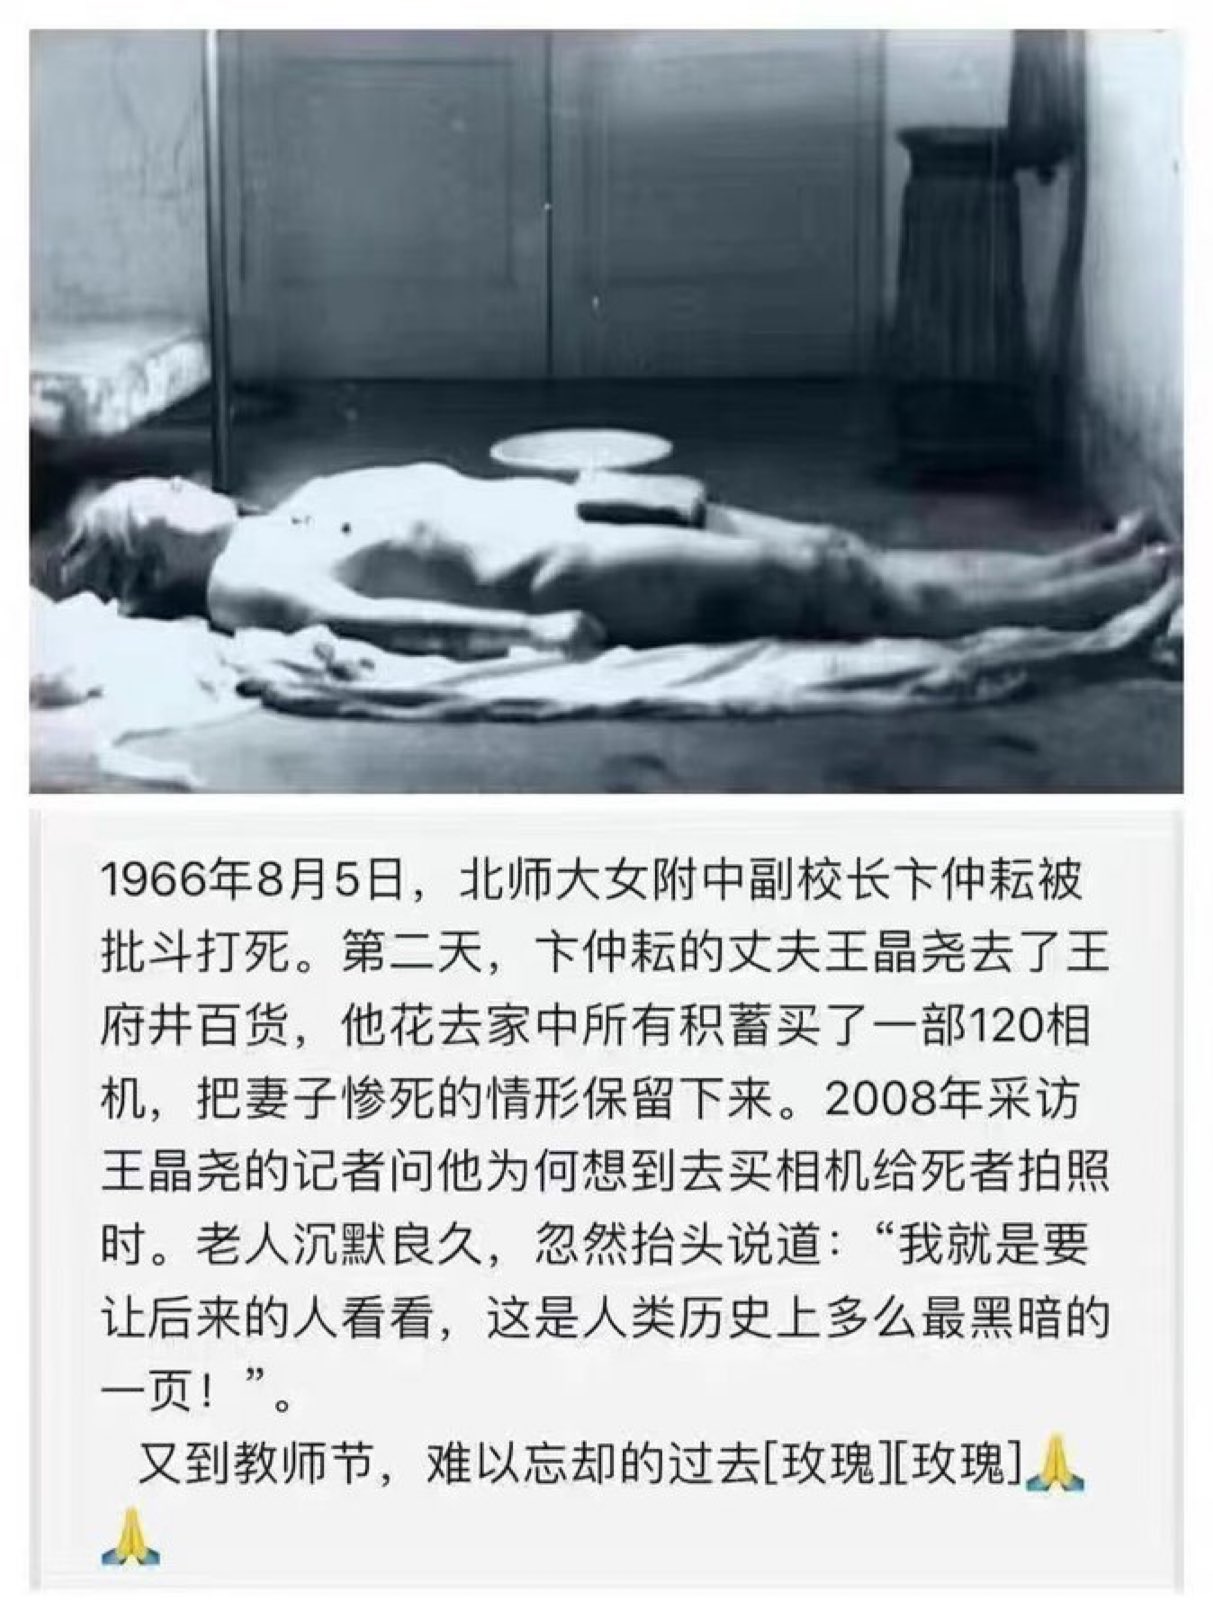 1966年8月5日，北师大女附中副校长卞仲耘被
批斗打死。第二天，卞仲耘的丈夫王晶尧去了王
府井百货，他花去家中所有积蓄买了一部120相
机，把妻子惨死的情形保留下来。2008年采访
王晶尧的记者问他为何想到去买相机给死者拍照
时。老人沉默良久，忽然抬头说道：“我就是要
让后来的人看看，这是人类历史上多么最黑暗的
一页！”。
又到教师节，难以忘却的过去[玫瑰][玫瑰]🙏
🙏